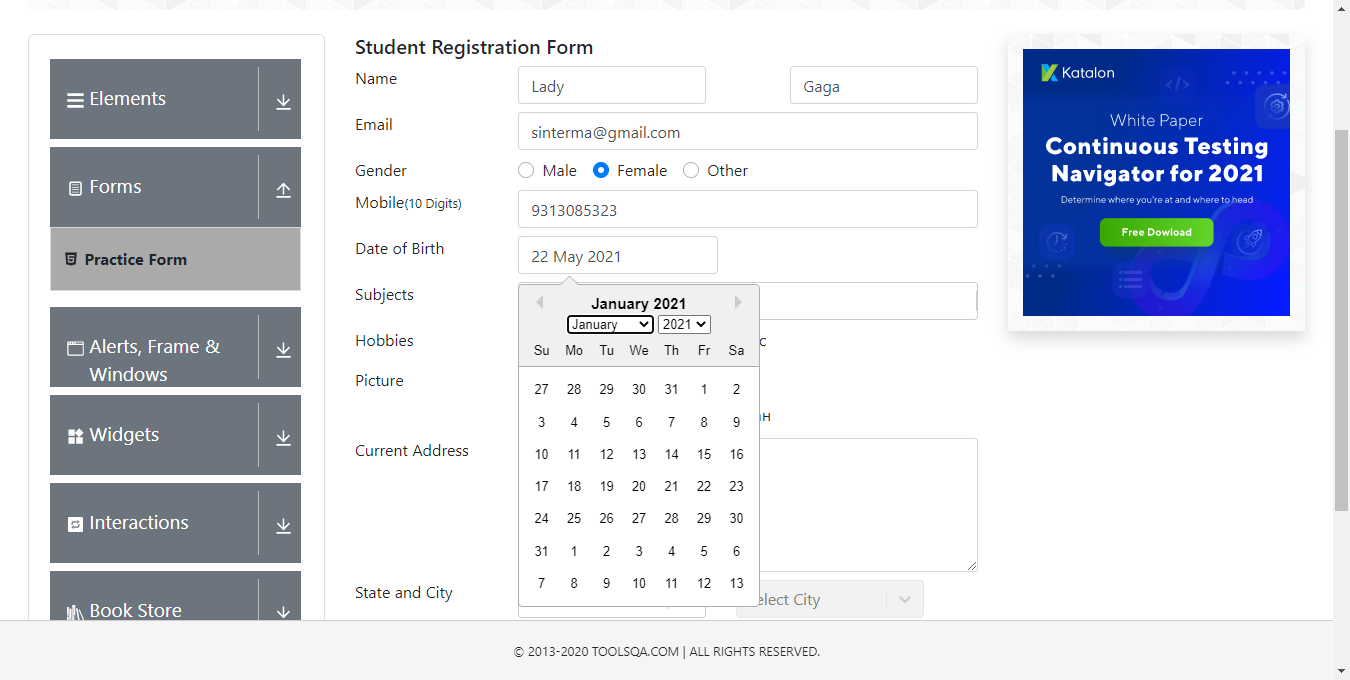 Elements
Forms
Practice Form
Alerts, Frame &
Windows
Widgets
Interactions
Book Store
Student Registration Form
Name
Lady
Gaga
Email
sinterma@gmail.com
Gender
Male
Female
Other
Mobile(10 Digits)
9313085323
Date of Birth
22 May 2021
Subjects
Hobbies
Picture
Current Address
State and City
January 2021
January 2021
Su Mo Tu We Th Fr Sa
27 28 29 30 31 1 2
3 4 5 6 7 8 9
10 11 12 13 14 15 16
17 18 19 20 21 22 23
24 25 26 27 28 29 30
31 1 2 3 4 5 6
7 8 9 10 11 12 13
City
Katalon
White Paper
Continuous Testing
Navigator for 2021
Determine where you're at and where to head
Free Dowload
© 2013-2020 TOOLSQA.COM | ALL RIGHTS RESERVED.